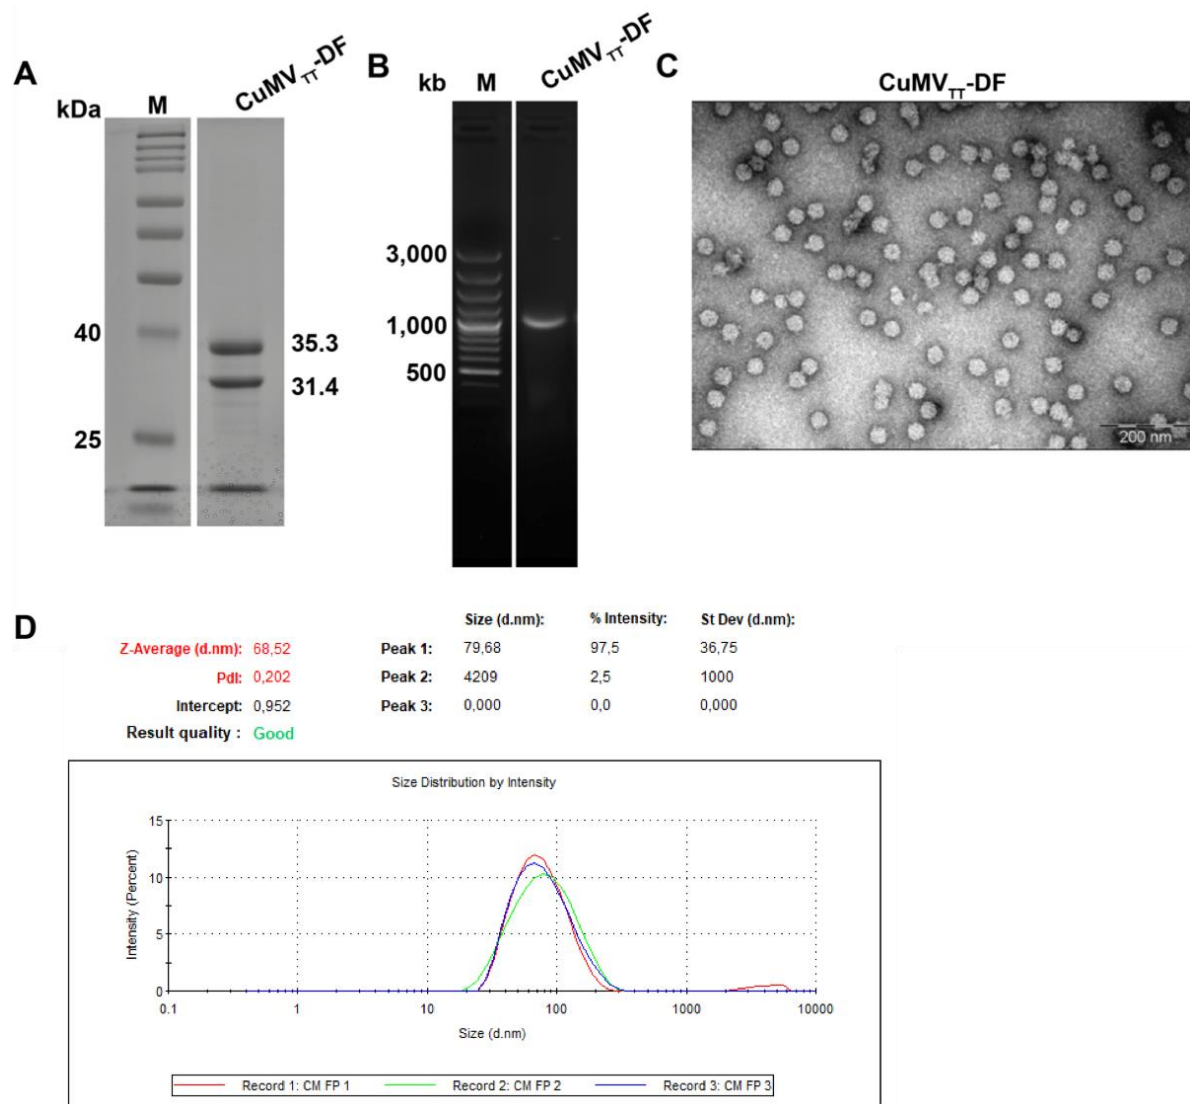 A
kDa
M
CuMVTT-DF
40
25
35.3
31.4
B
kb
M
CuMVTT-DF
3,000
1,000
500
C
CuMVTT-DF
200 nm
D
Size (d.nm): % Intensity: St Dev (d.nm):
Z-Average (d.nm): 68,52 Peak 1: 79,68 97,5 36,75
PdI: 0,202 Peak 2: 4209 2,5 1000
Intercept: 0,952 Peak 3: 0,000 0,0 0,000
Result quality : Good
Size Distribution by Intensity
Intensity (Percent)
15
10
5
0
0.1 1 10 100 1000 10000
Size (d.nm)
Record 1: CM FP 1 Record 2: CM FP 2 Record 3: CM FP 3